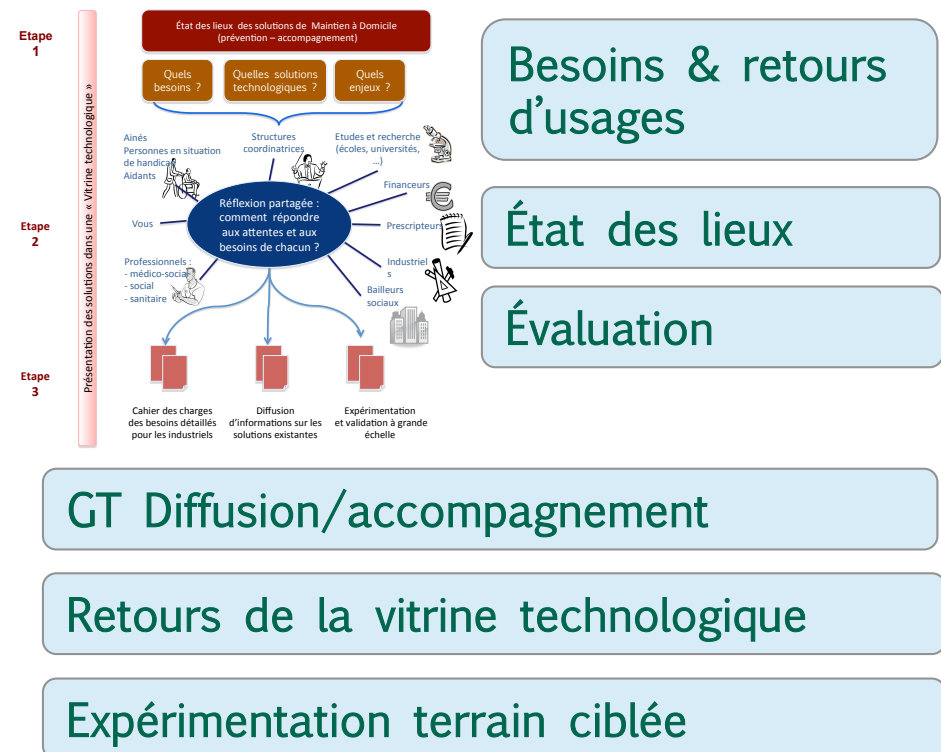 Etape
1
État des lieux des solutions de Maintien à Domicile
(prévention – accompagnement)
Quels
besoins ?
Quelles solutions
technologiques ?
Quels
enjeux ?
Présentation des solutions dans une « Vitrine technologique »
Etape
2
Ainés
Personnes en situation
de handicap
Aidants
Structures
coordinatrices
Etudes et recherche
(écoles, universités,
...)
Financeurs
Vous
Réflexion partagée :
comment répondre
aux attentes et aux
besoins de chacun ?
Prescripteurs
Professionnels :
- médico-social
- social
- sanitaire
Industriel
s
Bailleurs
sociaux
Etape
3
Cahier des charges
des besoins détaillés
pour les industriels
Diffusion
d’informations sur les
solutions existantes
Expérimentation
et validation à grande
échelle
Besoins & retours
d’usages
État des lieux
Évaluation
GT Diffusion/accompagnement
Retours de la vitrine technologique
Expérimentation terrain ciblée